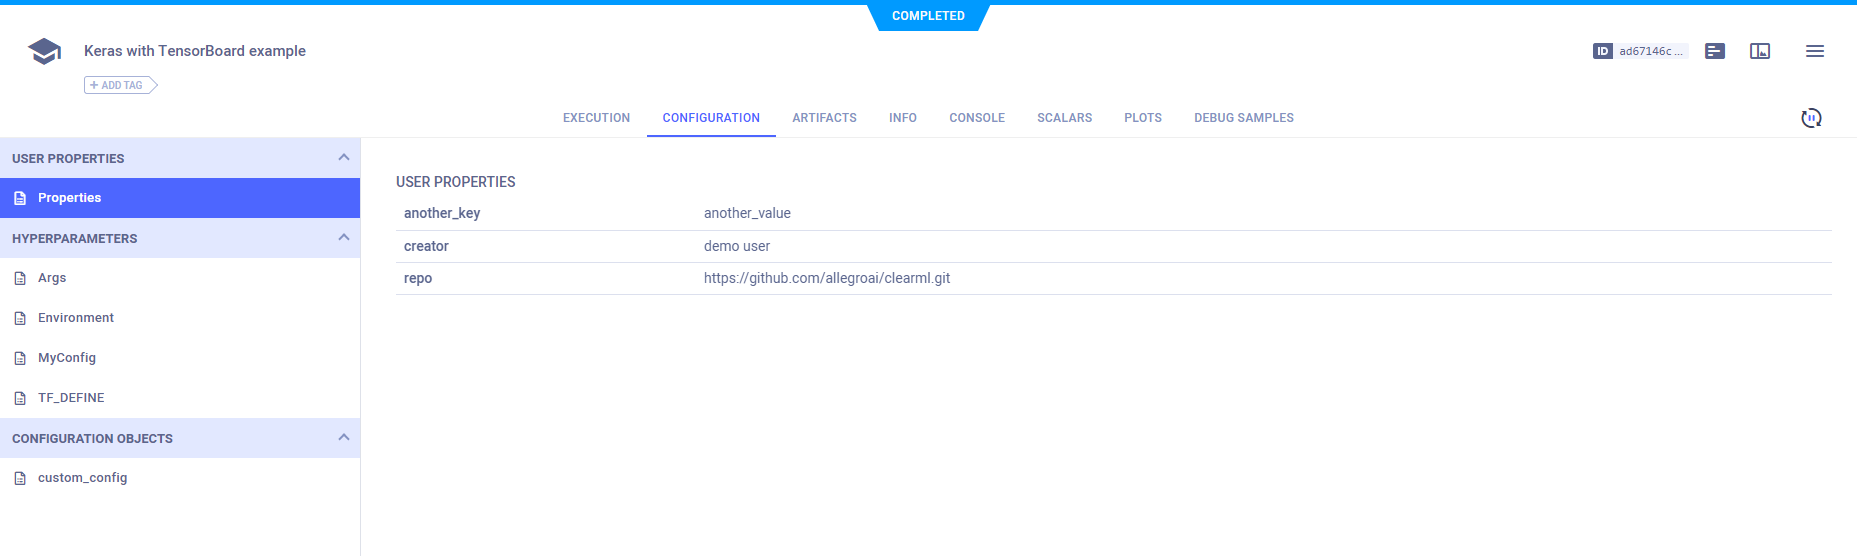 COMPLETED
Keras with TensorBoard example
ID ad67146c ...
+ ADD TAG
EXECUTION CONFIGURATION ARTIFACTS INFO CONSOLE SCALARS PLOTS DEBUG SAMPLES
USER PROPERTIES
Properties
HYPERPARAMETERS
Args
Environment
MyConfig
TF_DEFINE
CONFIGURATION OBJECTS
custom_config
USER PROPERTIES
another_key another_value
creator demo user
repo https://github.com/allegroai/clearml.git